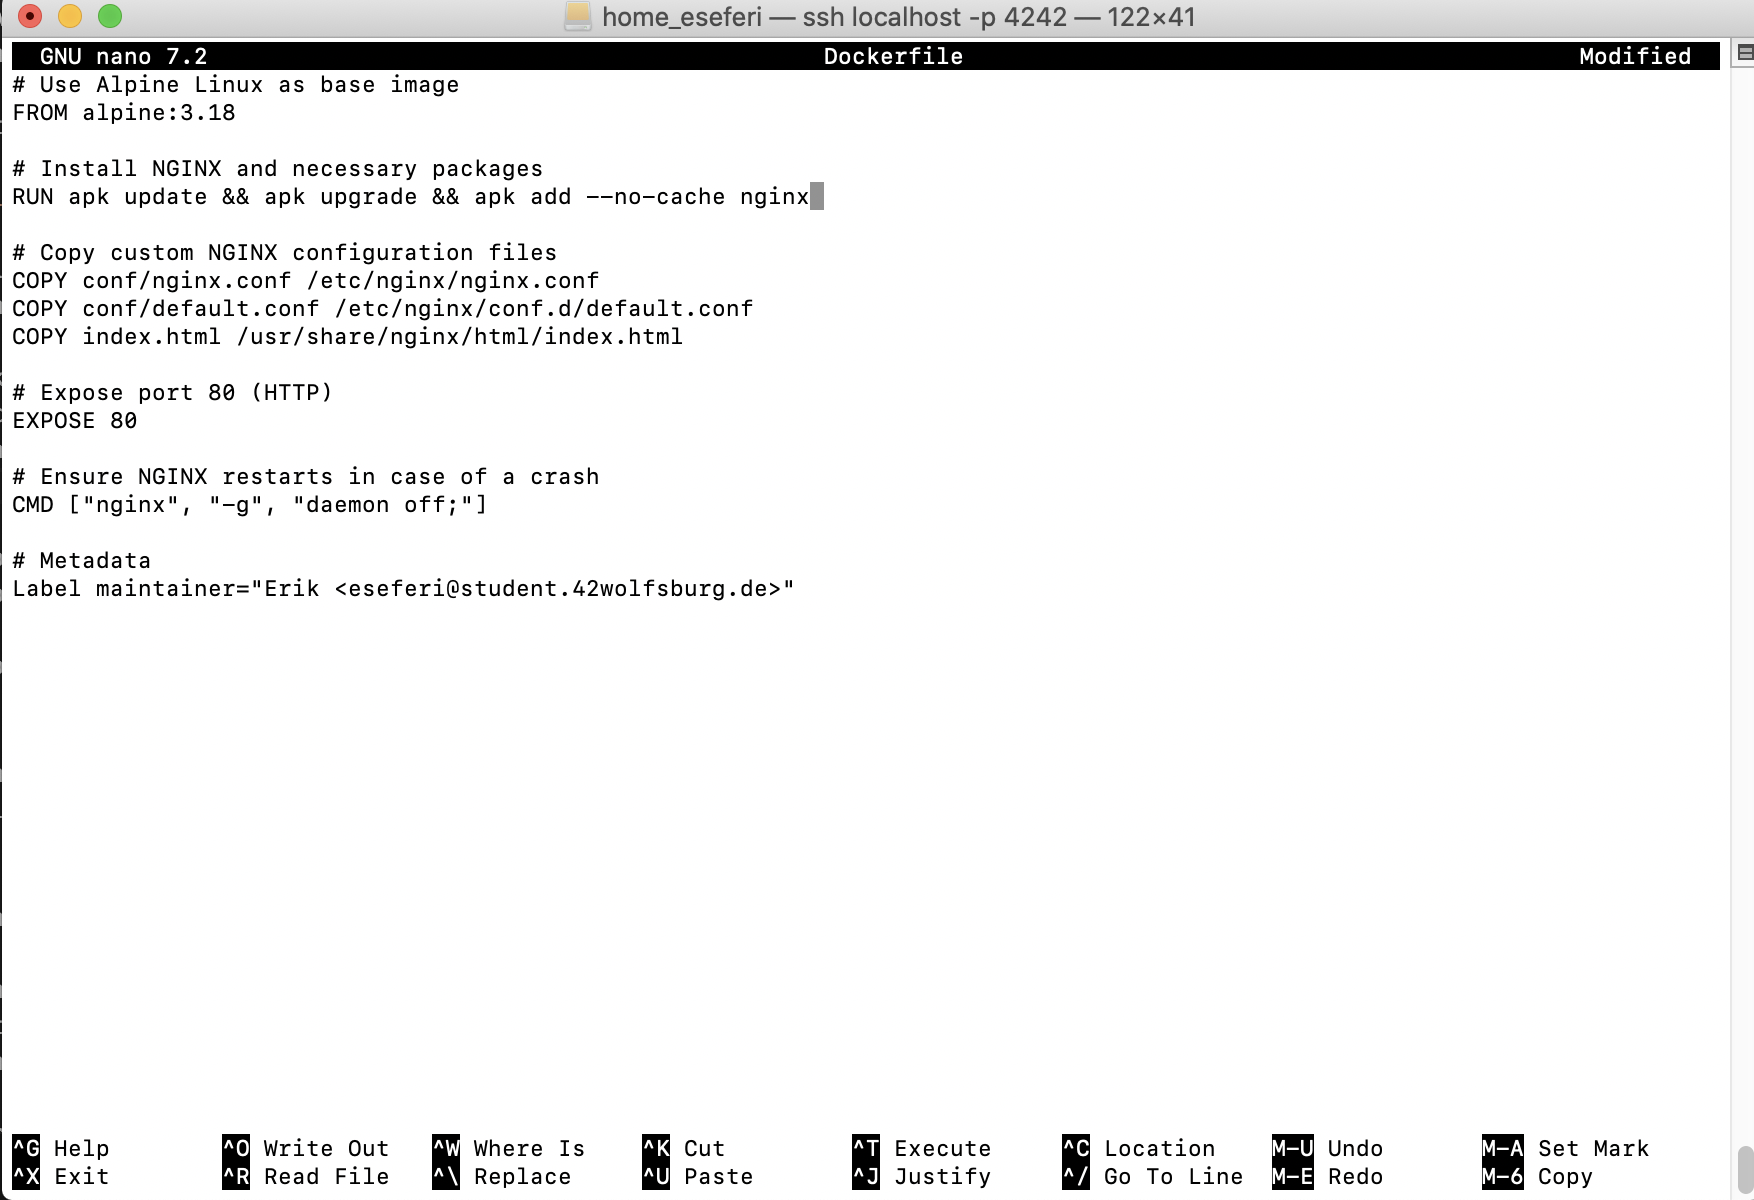 home_eseferi — ssh localhost -p 4242 — 122×41
GNU nano 7.2 Dockerfile Modified
# Use Alpine Linux as base image
FROM alpine:3.18
# Install NGINX and necessary packages
RUN apk update && apk upgrade && apk add --no-cache nginx
# Copy custom NGINX configuration files
COPY conf/nginx.conf /etc/nginx/nginx.conf
COPY conf/default.conf /etc/nginx/conf.d/default.conf
COPY index.html /usr/share/nginx/html/index.html
# Expose port 80 (HTTP)
EXPOSE 80
# Ensure NGINX restarts in case of a crash
CMD ["nginx", "-g", "daemon off;"]
# Metadata
Label maintainer="Erik <eseferi@student.42wolfsburg.de>"
^G Help ^O Write Out ^W Where Is ^K Cut ^T Execute ^C Location M-U Undo M-A Set Mark
^X Exit ^R Read File ^\ Replace ^U Paste ^J Justify ^/ Go To Line M-E Redo M-6 Copy